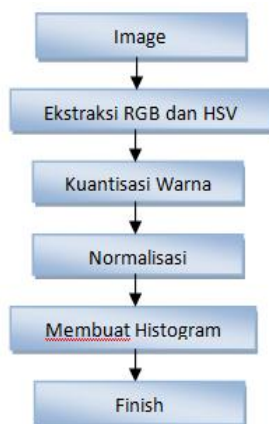 Image
Ekstraksi RGB dan HSV
Kuantisasi Warna
Normalisasi
Membuat Histogram
Finish